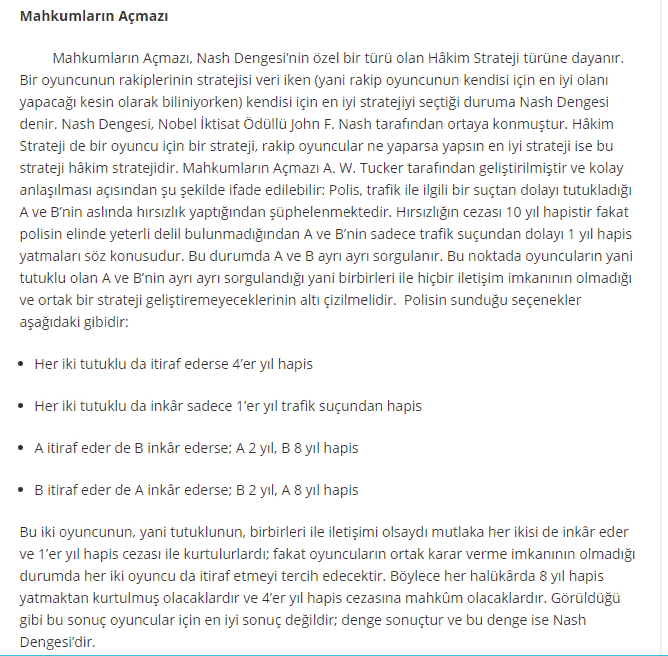 Mahkumların Açmazı
Mahkumların Açmazı, Nash Dengesi’nin özel bir türü olan Hâkim Strateji türüne dayanır.
Bir oyuncunun rakiplerinin stratejisi veri iken (yani rakip oyuncunun kendisi için en iyi olanı
yapacağı kesin olarak biliniyorken) kendisi için en iyi stratejiyi seçtiği duruma Nash Dengesi
denir. Nash Dengesi, Nobel İktisat Ödüllü John F. Nash tarafından ortaya konmuştur. Hâkim
Strateji de bir oyuncu için bir strateji, rakip oyuncular ne yaparsa yapsın en iyi strateji ise bu
strateji hâkim stratejidir. Mahkumların Açmazı A. W. Tucker tarafından geliştirilmiştir ve kolay
anlaşılması açısından şu şekilde ifade edilebilir: Polis, trafik ile ilgili bir suçtan dolayı tutukladığı
A ve B’nin aslında hırsızlık yaptığından şüphelenmektedir. Hırsızlığın cezası 10 yıl hapistir fakat
polisin elinde yeterli delil bulunmadığından A ve B’nin sadece trafik suçundan dolayı 1 yıl hapis
yatmaları söz konusudur. Bu durumda A ve B ayrı ayrı sorgulanır. Bu noktada oyuncuların yani
tutuklu olan A ve B’nin ayrı ayrı sorgulandığı yani birbirleri ile hiçbir iletişim imkanının olmadığı
ve ortak bir strateji geliştiremeyeceklerinin altı çizilmelidir.  Polisin sunduğu seçenekler
aşağıdaki gibidir:
• Her iki tutuklu da itiraf ederse 4’er yıl hapis
• Her iki tutuklu da inkâr sadece 1’er yıl trafik suçundan hapis
• A itiraf eder de B inkâr ederse; A 2 yıl, B 8 yıl hapis
• B itiraf eder de A inkâr ederse; B 2 yıl, A 8 yıl hapis
Bu iki oyuncunun, yani tutuklunun, birbirleri ile iletişimi olsaydı mutlaka her ikisi de inkâr eder
ve 1’er yıl hapis cezası ile kurtulurlardı; fakat oyuncuların ortak karar verme imkanının olmadığı
durumda her iki oyuncu da itiraf etmeyi tercih edecektir. Böylece her halükârda 8 yıl hapis
yatmaktan kurtulmuş olacaklardır ve 4’er yıl hapis cezasına mahkûm olacaklardır. Görüldüğü
gibi bu sonuç oyuncular için en iyi sonuç değildir; denge sonuçtur ve bu denge ise Nash
Dengesi’dir.